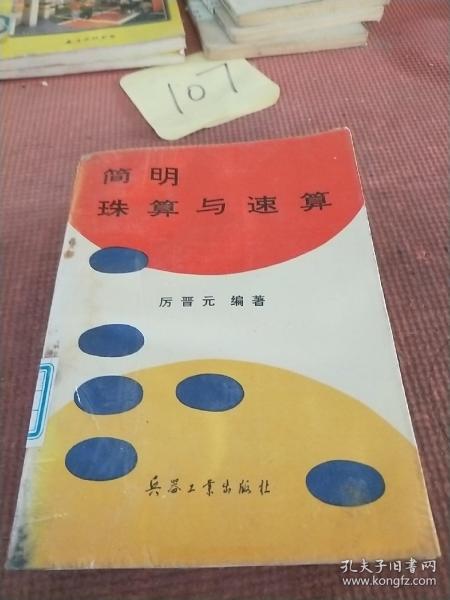 107
简明
珠算与速算
厉晋元 编著
兵器工业出版社
孔夫子旧书网
www.kongfz.com